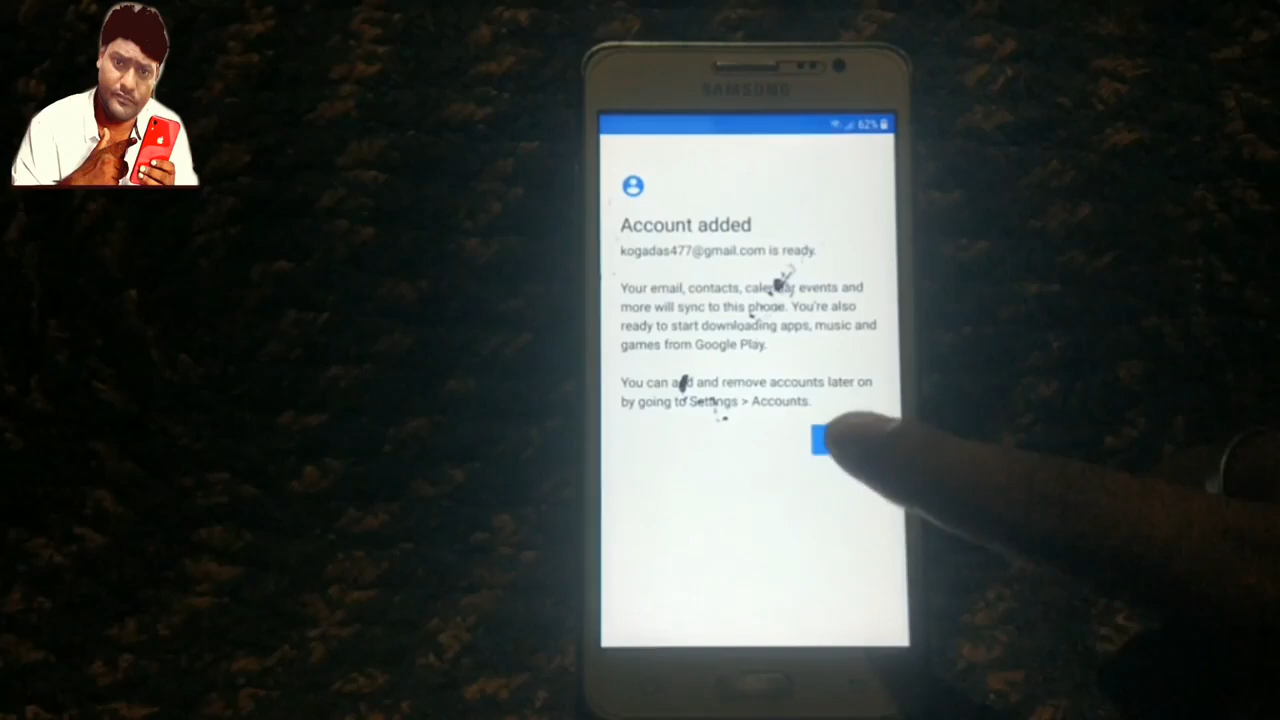 SAMSUNG
62%
Account added
kogadas477@gmail.com is ready.
Your email, contacts, calendar events and
more will sync to this phone. You're also
ready to start downloading apps, music and
games from Google Play.
You can add and remove accounts later on
by going to Settings > Accounts.